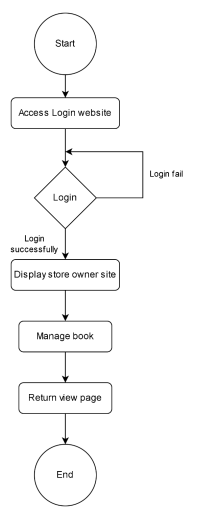 Start
Access Login website
Login fail
Login
Login
successfully
Display store owner site
Manage book
Return view page
End